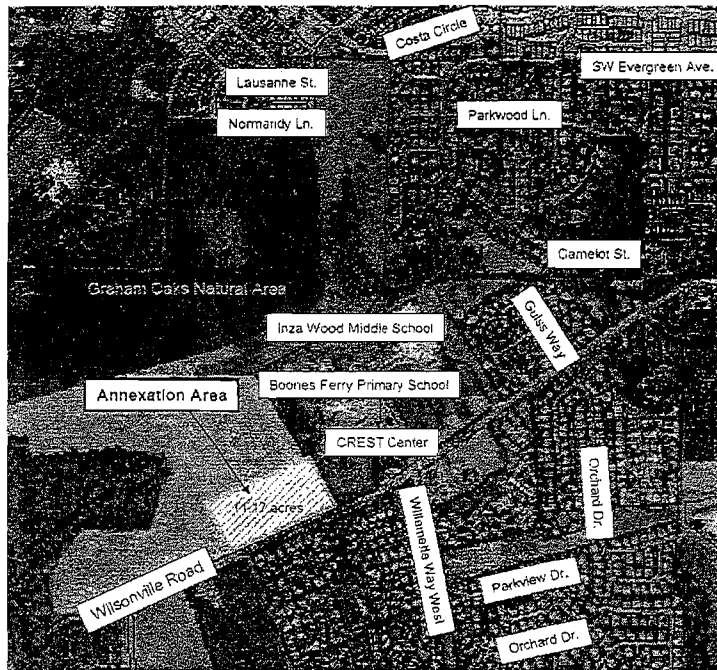 Costa Circle
SW Evergreen Ave.
Lausanne St.
Normandy Ln.
Parkwood Ln.
Camelot St.
Graham Oaks Natural Area
Inza Wood Middle School
Guiss Way
Boones Ferry Primary School
Annexation Area
CREST Center
Orchard Dr.
acres
Willamette Way West
Wilsonville Road
Parkview Dr.
Orchard Dr.